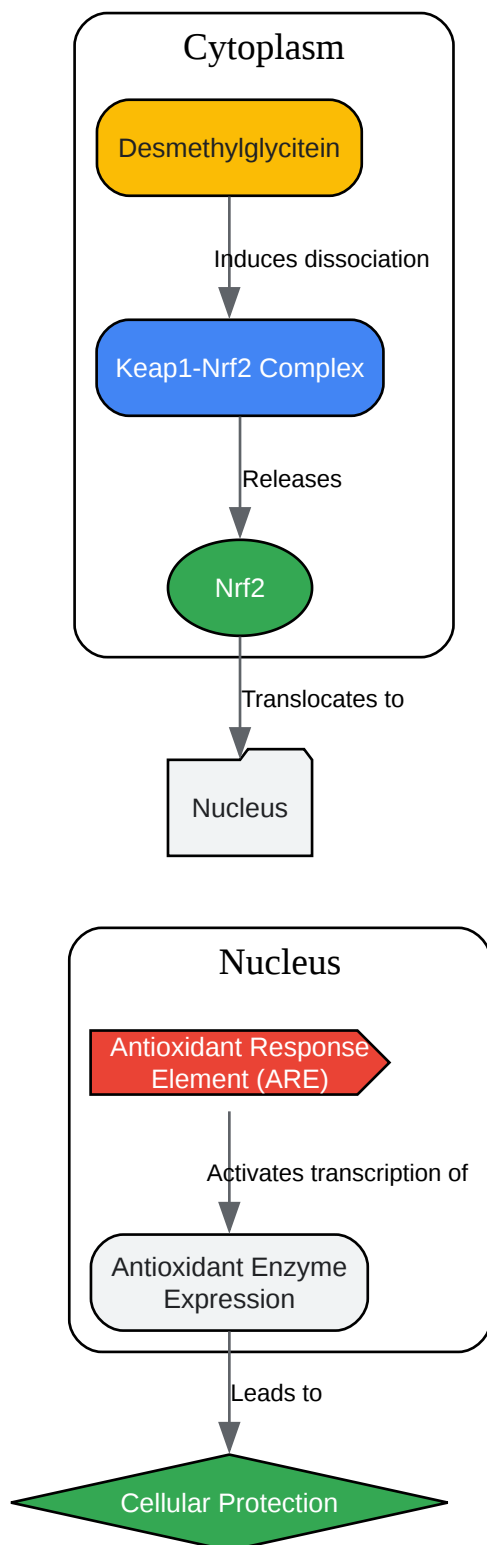 Cytoplasm
Desmethylglycitein
Induces dissociation
Keap1-Nrf2 Complex
Releases
Nrf2
Translocates to
Nucleus
Nucleus
Antioxidant Response
Element (ARE)
Activates transcription of
Antioxidant Enzyme
Expression
Leads to
Cellular Protection